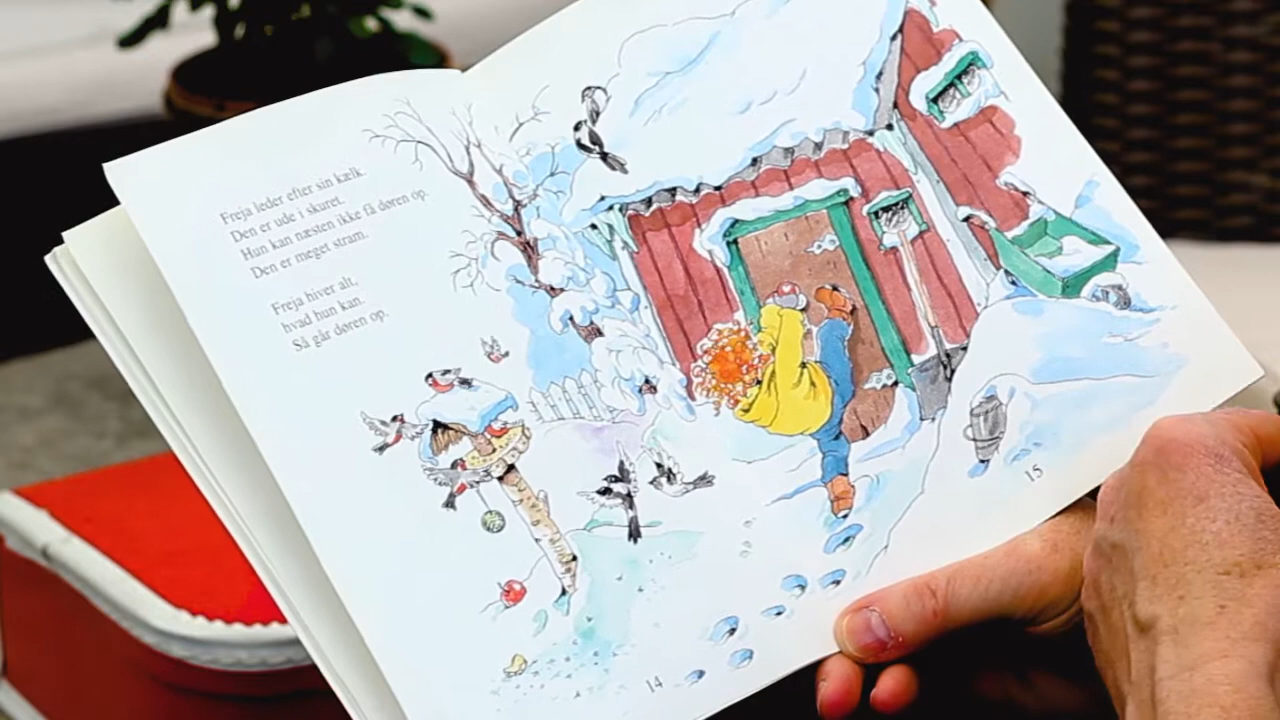 Freja leder efter sin kælk.
Den er ude i skuret.
Hun kan næsten ikke få døren op.
Den er meget stram.
Freja hiver alt,
hvad hun kan.
Så går døren op.
14
15